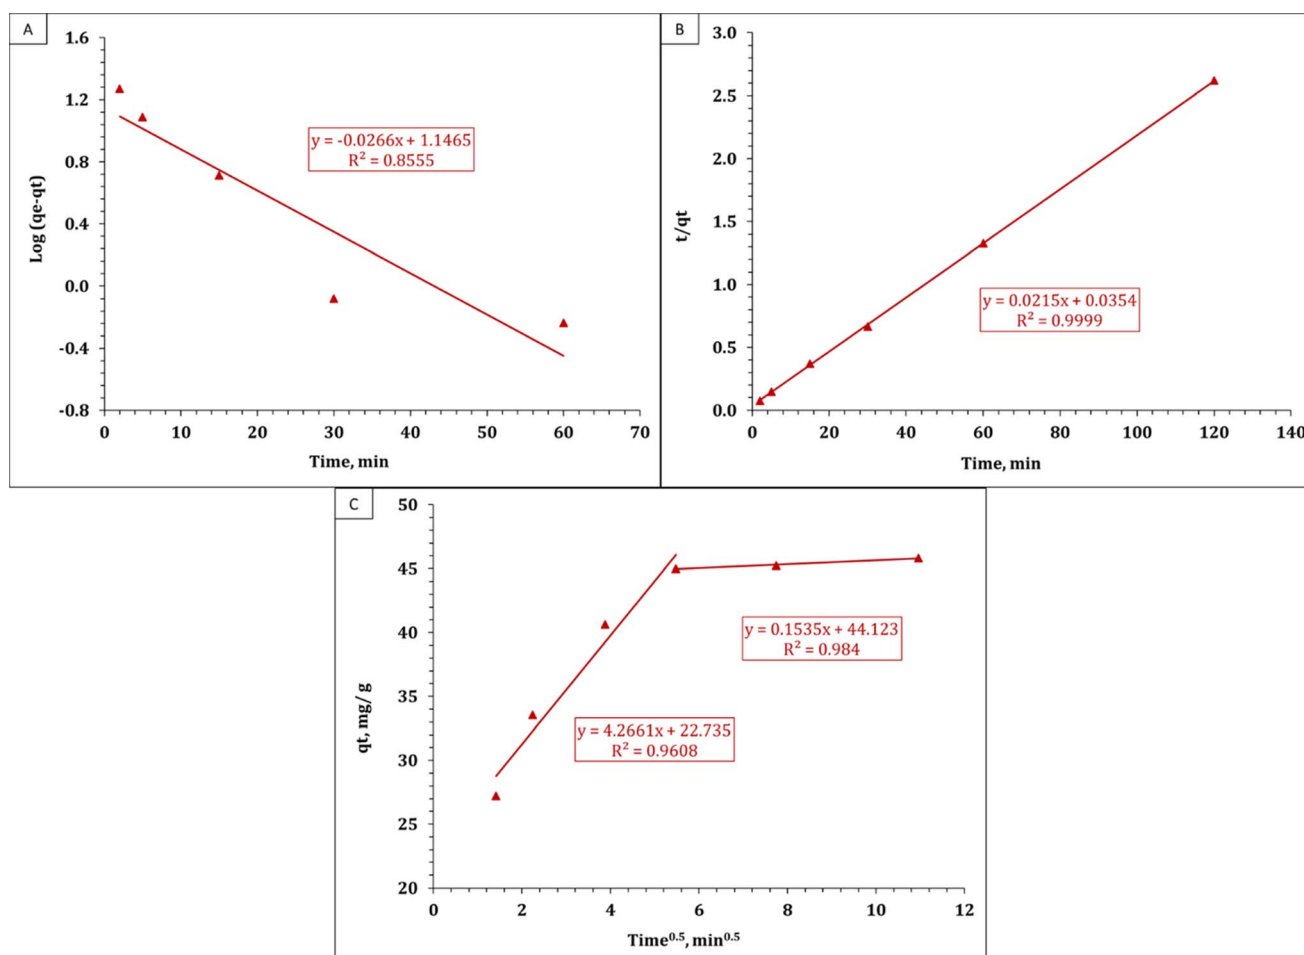 A
1.6
1.2
0.8
0.4
0.0
-0.4
-0.8
0 10 20 30 40 50 60 70
Log (qe-qt)
Time, min
y = -0.0266x + 1.1465
R² = 0.8555
B
3.0
2.5
2.0
1.5
1.0
0.5
0.0
0 20 40 60 80 100 120 140
t/qt
Time, min
y = 0.0215x + 0.0354
R² = 0.9999
C
50
45
40
35
30
25
20
0 2 4 6 8 10 12
qt, mg/ g
Time⁰·⁵, min⁰·⁵
y = 0.1535x + 44.123
R² = 0.984
y = 4.2661x + 22.735
R² = 0.9608